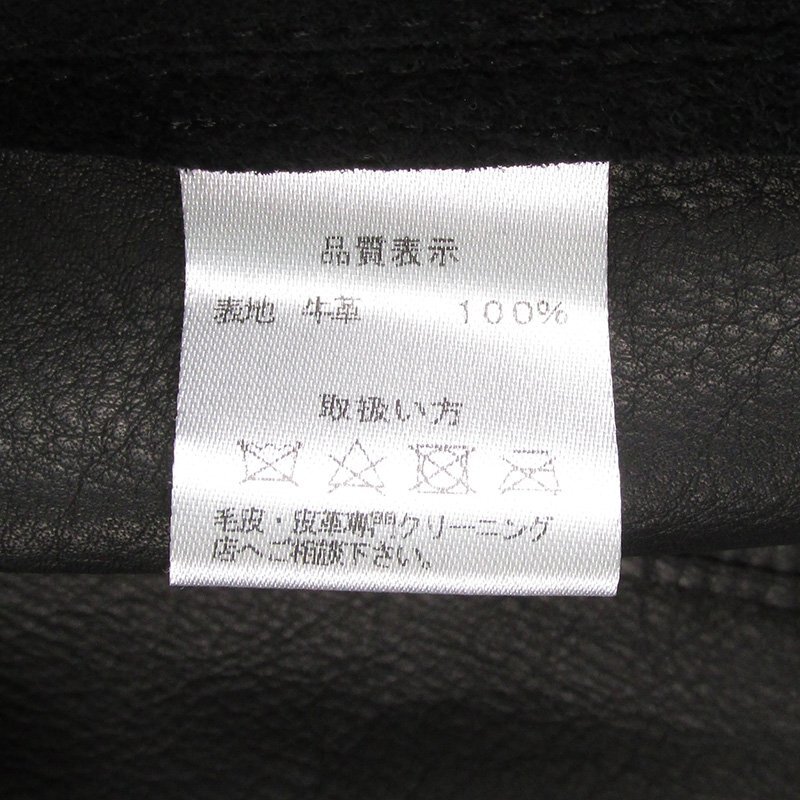 品質表示
表地 牛革 100%
取扱い方
毛皮・皮革専門クリーニング
店へご相談下さい。